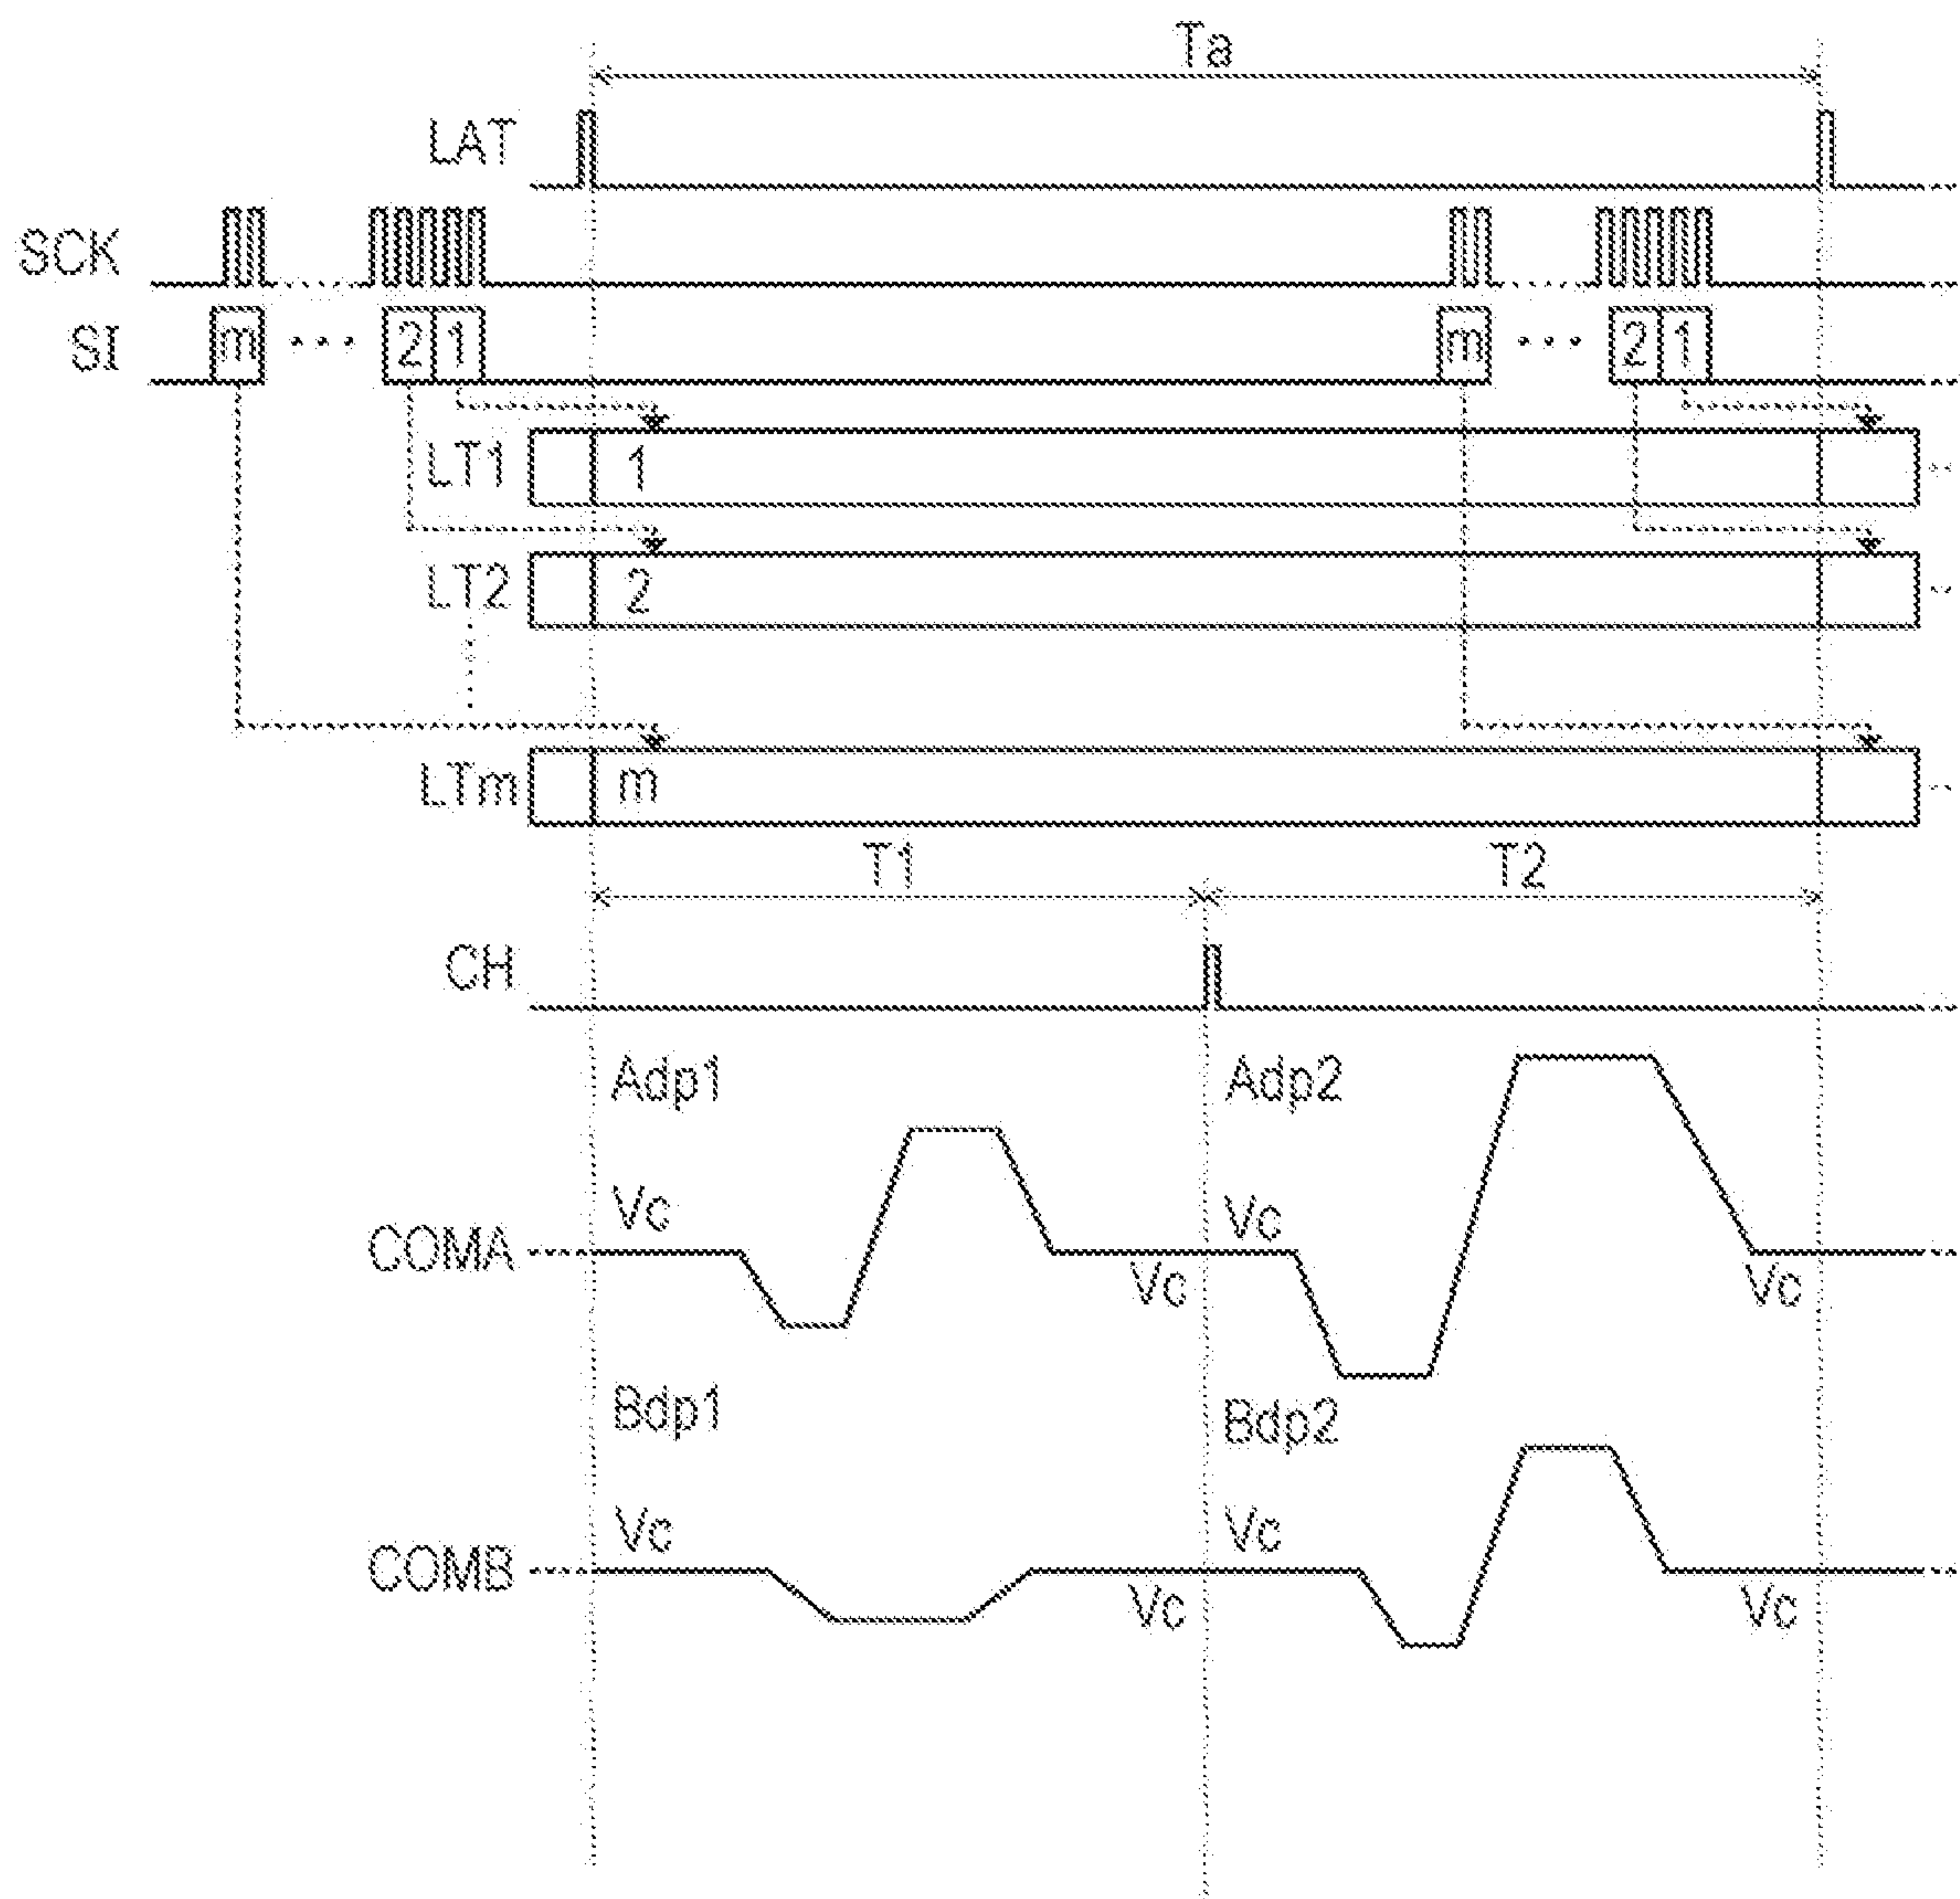 Ta
LAT
SCK
SI m ··· 2 1 m ··· 2 1
LT1 1
LT2 2
LTm m
T1 T2
CH
Adp1 Adp2
Vc Vc
COMA Vc Vc
Bdp1 Bdp2
Vc Vc
COMB Vc Vc